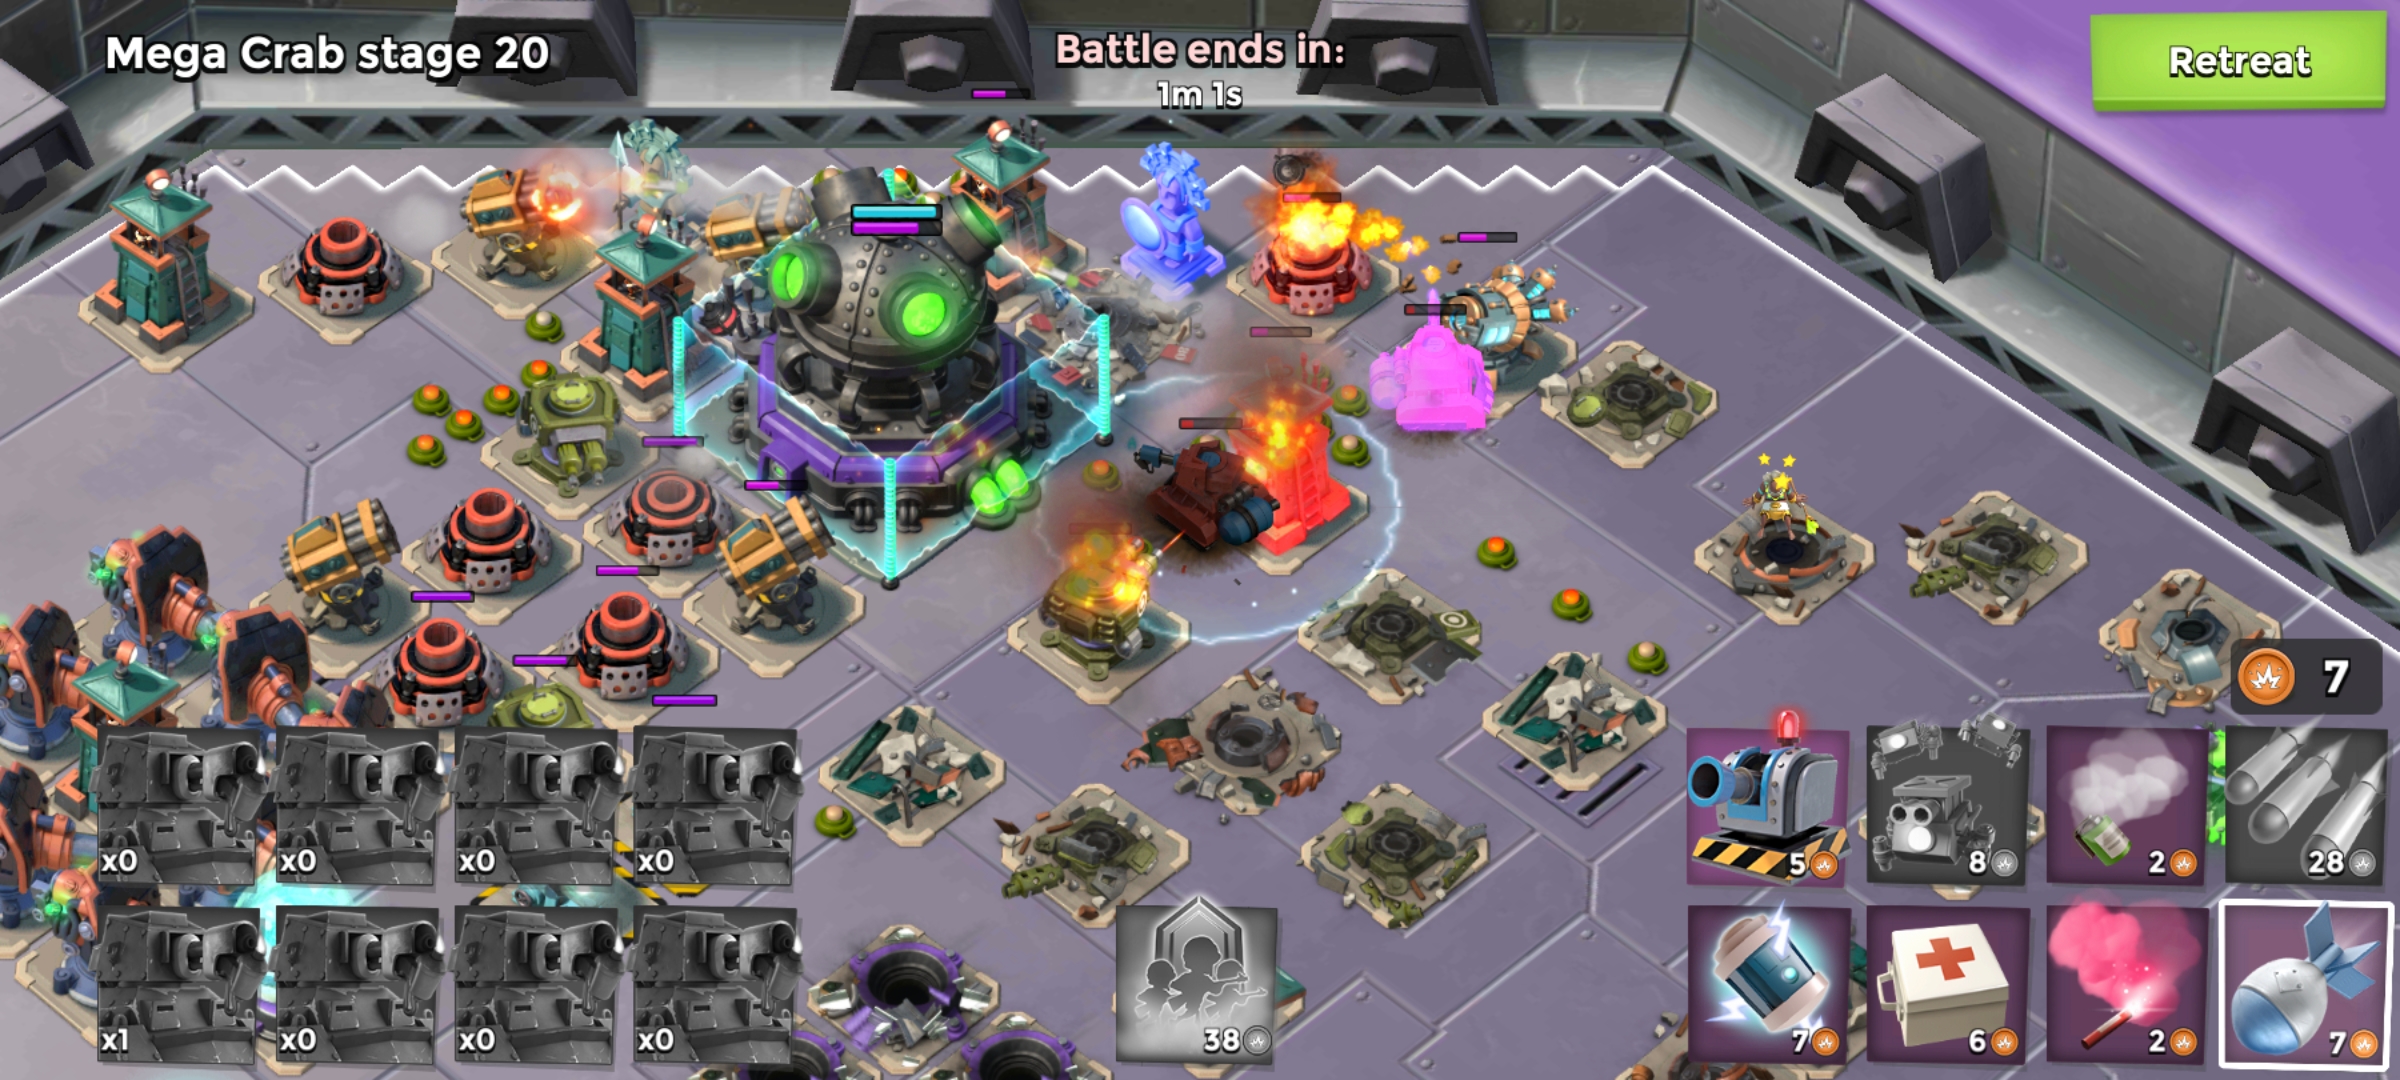 Mega Crab stage 20
Battle ends in:
1m 1s
Retreat
7
x0
x0
x0
x0
5
8
2
28
x1
x0
x0
x0
38
7
6
2
7